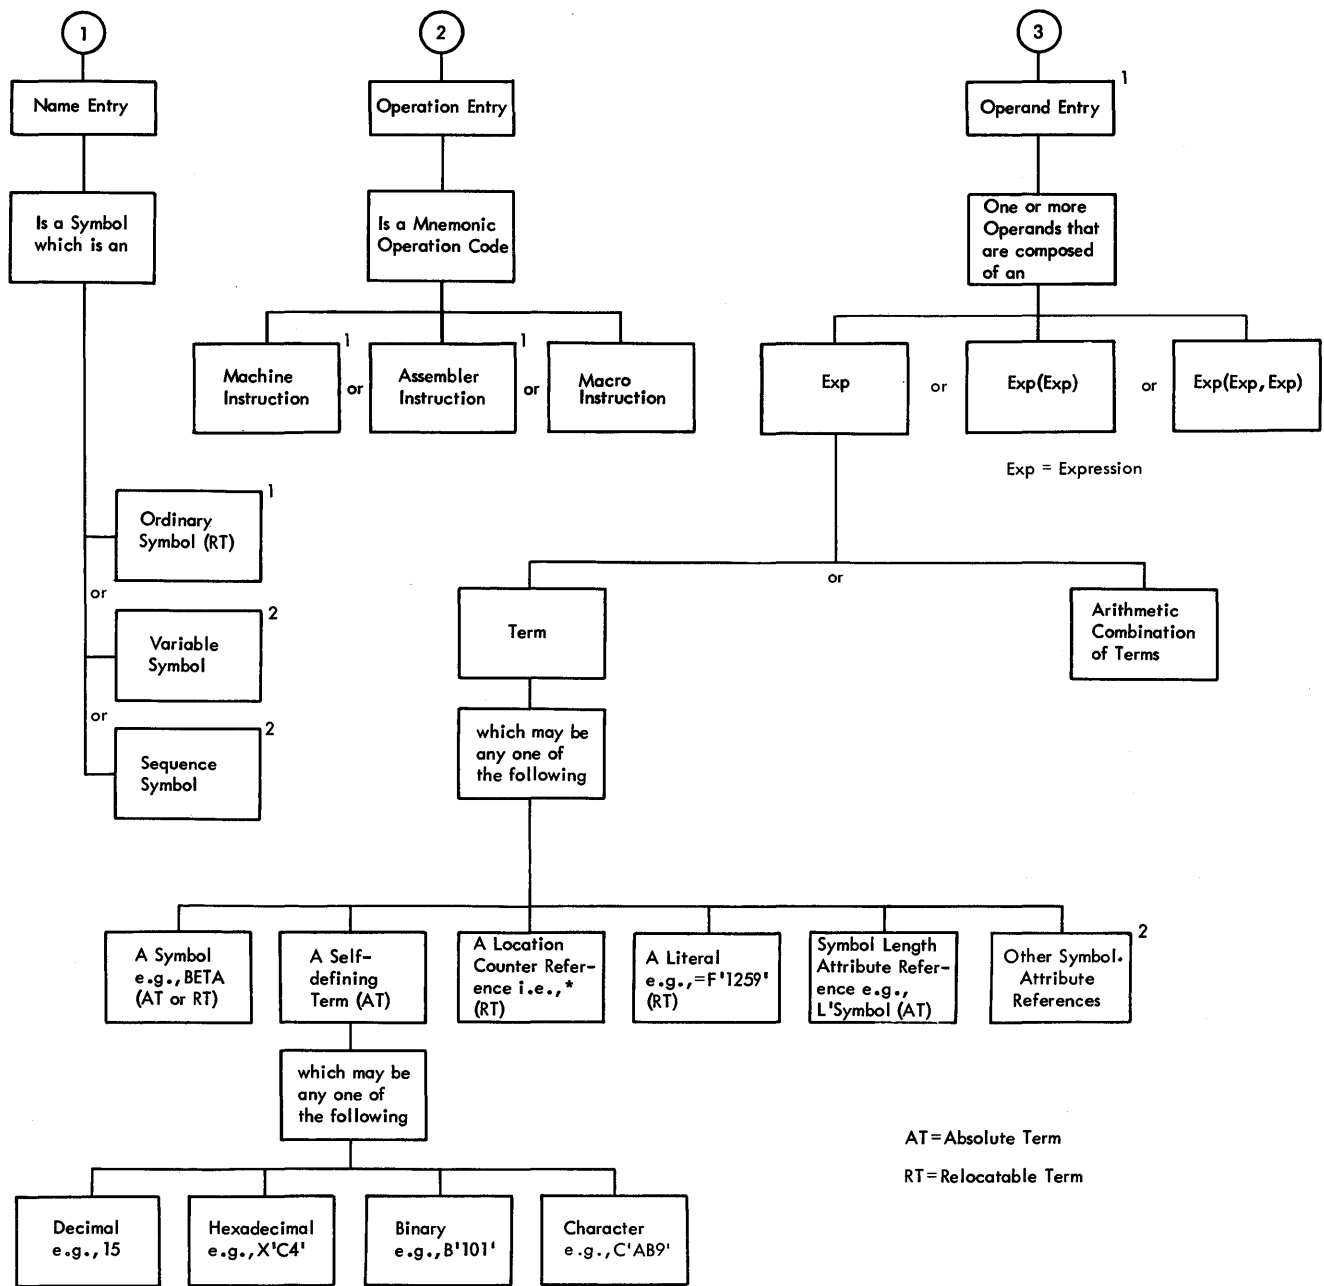 1
2
3
Name Entry
Operation Entry
Operand Entry
1
Is a Symbol
which is an
Is a Mnemonic
Operation Code
One or more
Operands that
are composed
of an
Machine
Instruction
1
or
Assembler
Instruction
1
or
Macro
Instruction
Exp
or
Exp(Exp)
or
Exp(Exp, Exp)
Exp = Expression
Ordinary
Symbol (RT)
1
or
Variable
Symbol
2
or
Sequence
Symbol
2
or
Term
Arithmetic
Combination
of Terms
which may be
any one of
the following
A Symbol
e.g., BETA
(AT or RT)
A Self-
defining
Term (AT)
A Location
Counter Refer-
ence i.e., *
(RT)
A Literal
e.g., =F'1259'
(RT)
Symbol Length
Attribute Refer-
ence e.g.,
L'Symbol (AT)
Other Symbol.
Attribute
References
2
which may be
any one of
the following
AT=Absolute Term
RT=Relocatable Term
Decimal
e.g., 15
Hexadecimal
e.g., X'C4'
Binary
e.g., B'101'
Character
e.g., C'AB9'